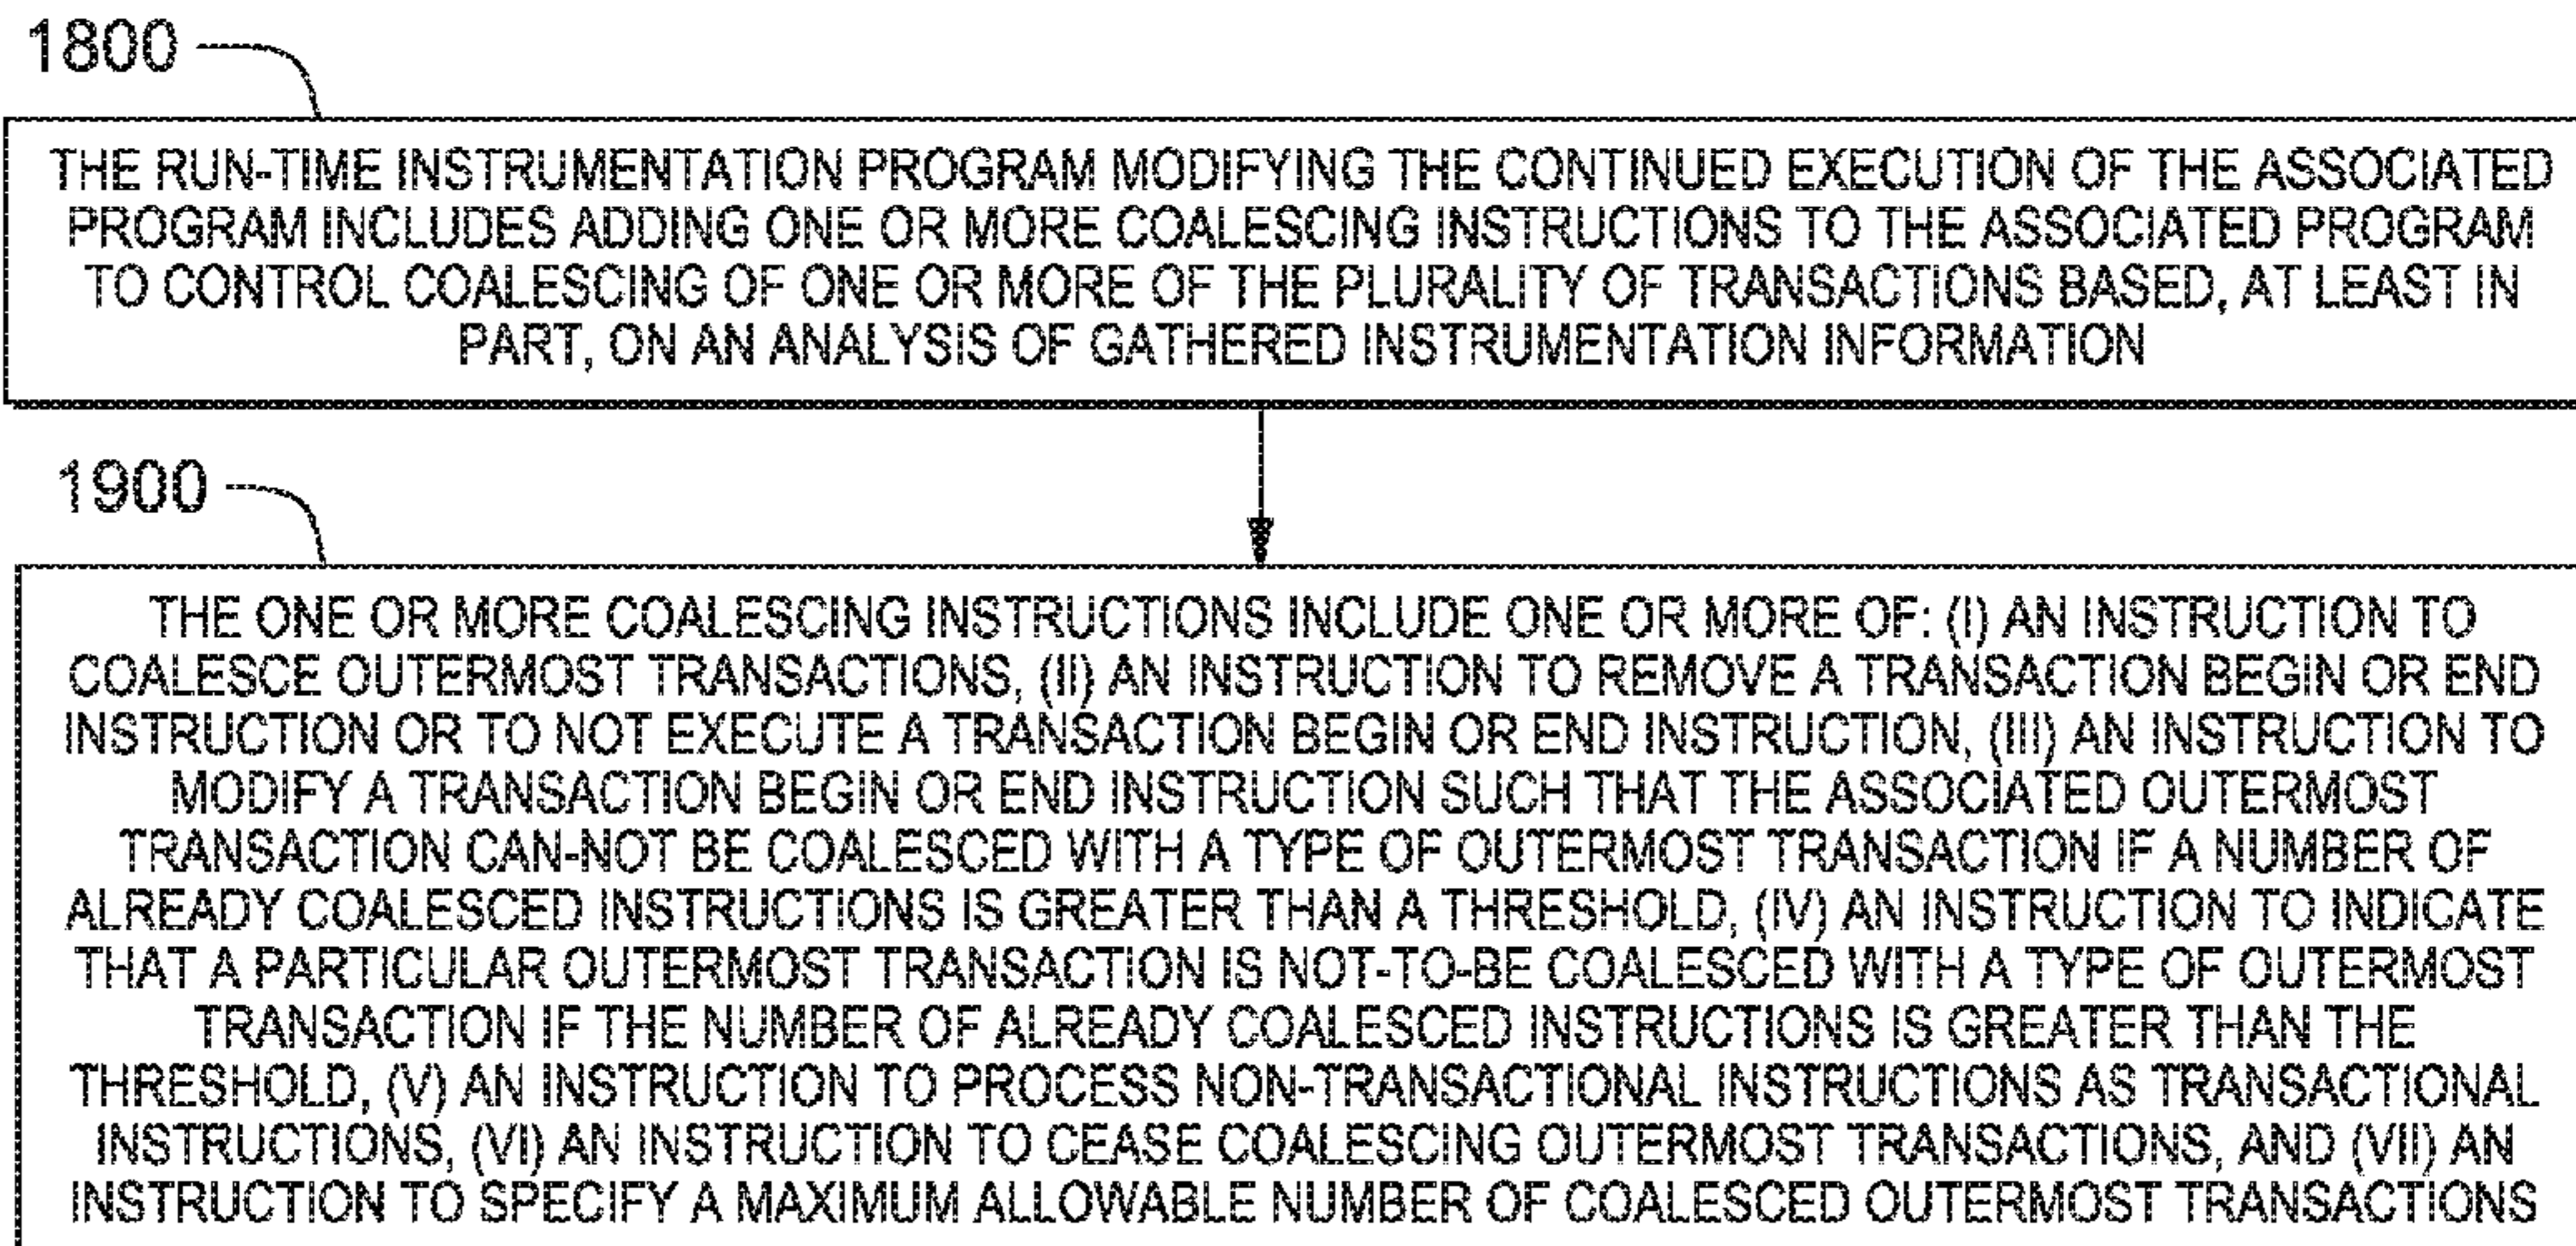 1800
THE RUN-TIME INSTRUMENTATION PROGRAM MODIFYING THE CONTINUED EXECUTION OF THE ASSOCIATED
PROGRAM INCLUDES ADDING ONE OR MORE COALESCING INSTRUCTIONS TO THE ASSOCIATED PROGRAM
TO CONTROL COALESCING OF ONE OR MORE OF THE PLURALITY OF TRANSACTIONS BASED, AT LEAST IN
PART, ON AN ANALYSIS OF GATHERED INSTRUMENTATION INFORMATION
1900
THE ONE OR MORE COALESCING INSTRUCTIONS INCLUDE ONE OR MORE OF: (I) AN INSTRUCTION TO
COALESCE OUTERMOST TRANSACTIONS, (II) AN INSTRUCTION TO REMOVE A TRANSACTION BEGIN OR END
INSTRUCTION OR TO NOT EXECUTE A TRANSACTION BEGIN OR END INSTRUCTION, (III) AN INSTRUCTION TO
MODIFY A TRANSACTION BEGIN OR END INSTRUCTION SUCH THAT THE ASSOCIATED OUTERMOST
TRANSACTION CAN-NOT BE COALESCED WITH A TYPE OF OUTERMOST TRANSACTION IF A NUMBER OF
ALREADY COALESCED INSTRUCTIONS IS GREATER THAN A THRESHOLD, (IV) AN INSTRUCTION TO INDICATE
THAT A PARTICULAR OUTERMOST TRANSACTION IS NOT-TO-BE COALESCED WITH A TYPE OF OUTERMOST
TRANSACTION IF THE NUMBER OF ALREADY COALESCED INSTRUCTIONS IS GREATER THAN THE
THRESHOLD, (V) AN INSTRUCTION TO PROCESS NON-TRANSACTIONAL INSTRUCTIONS AS TRANSACTIONAL
INSTRUCTIONS, (VI) AN INSTRUCTION TO CEASE COALESCING OUTERMOST TRANSACTIONS, AND (VII) AN
INSTRUCTION TO SPECIFY A MAXIMUM ALLOWABLE NUMBER OF COALESCED OUTERMOST TRANSACTIONS